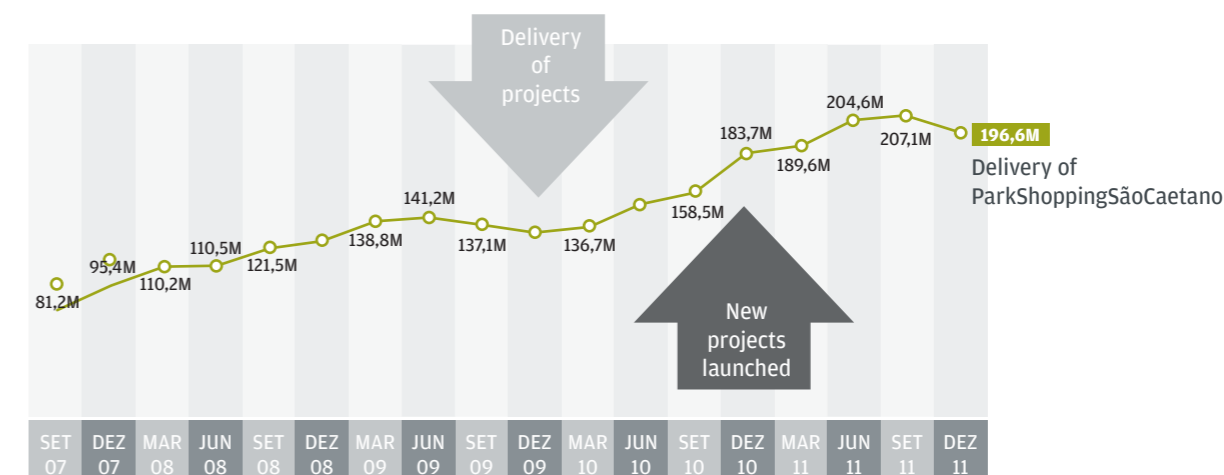 Delivery
of
projects
81,2M
95,4M
110,2M
110,5M
121,5M
138,8M
141,2M
137,1M
136,7M
158,5M
183,7M
189,6M
204,6M
207,1M
196,6M
Delivery of
ParkShoppingSãoCaetano
New
projects
launched
SET DEZ MAR JUN SET DEZ MAR JUN SET DEZ MAR JUN SET DEZ MAR JUN SET DEZ
07 07 08 08 08 08 09 09 09 09 10 10 10 10 11 11 11 11